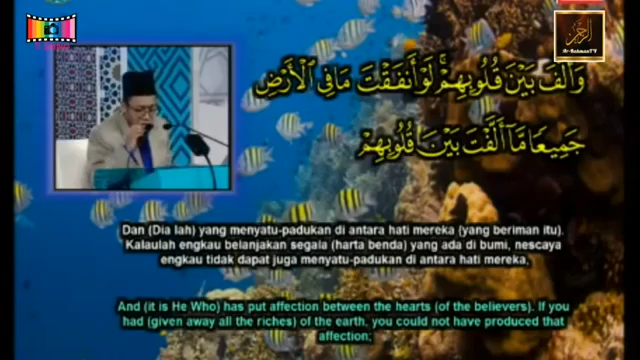 Ar-RahmanTV
وَأَلَّفَ بَيْنَ قُلُوبِهِمْ ۚ لَوْ أَنفَقْتَ مَا فِي الْأَرْضِ
جَمِيعًا مَّا أَلَّفْتَ بَيْنَ قُلُوبِهِمْ
Dan (Dia lah) yang menyatu-padukan di antara hati mereka (yang beriman itu).
Kalaulah engkau belanjakan segala (harta benda) yang ada di bumi, nescaya
engkau tidak dapat juga menyatu-padukan di antara hati mereka,
And (it is He Who) has put affection between the hearts (of the believers). If you
had (given away all the riches) of the earth, you could not have produced that
affection;